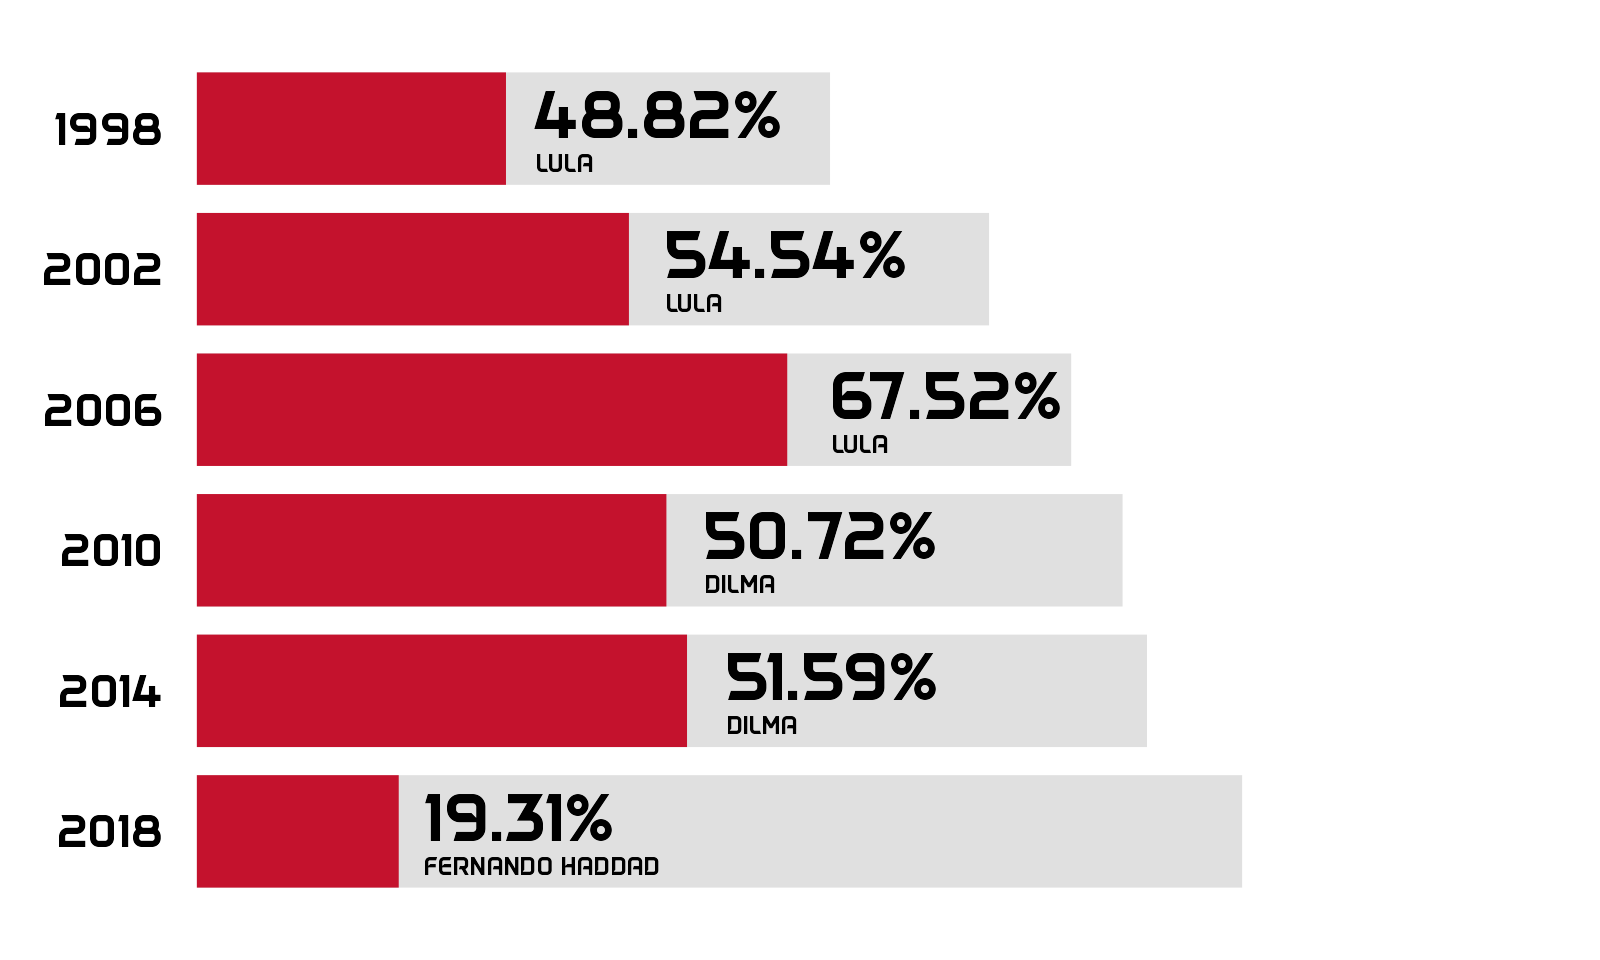 1998
48.82%
LULA
2002
54.54%
LULA
2006
67.52%
LULA
2010
50.72%
DILMA
2014
51.59%
DILMA
2018
19.31%
FERNANDO HADDAD